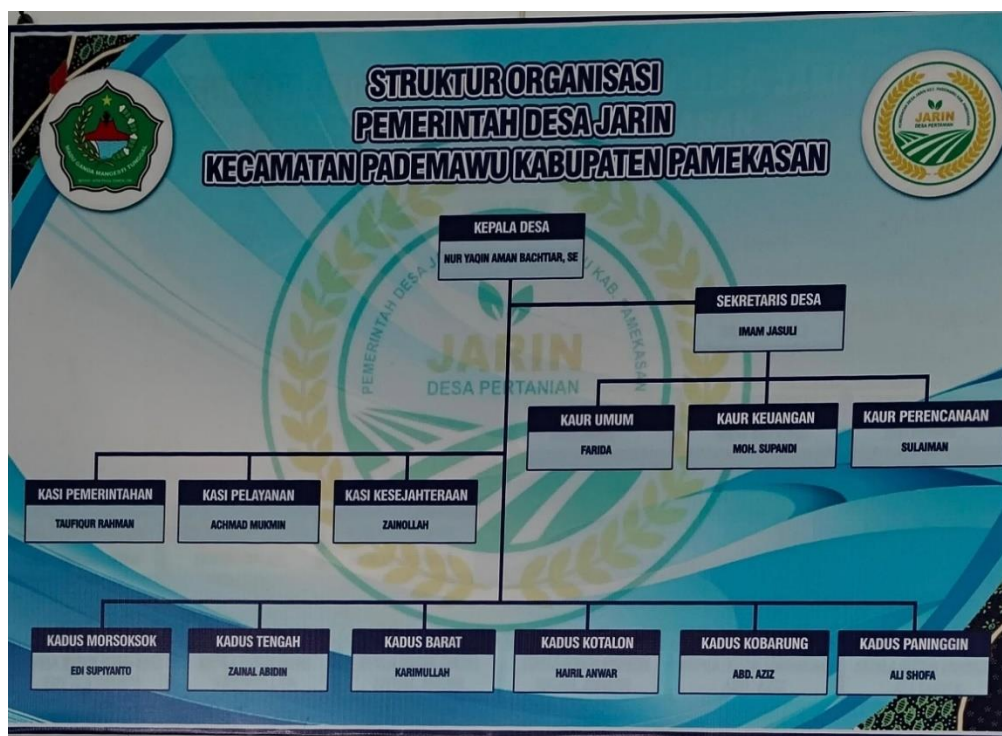 STRUKTUR ORGANISASI
PEMERINTAH DESA JARIN
KECAMATAN PADEMAWU KABUPATEN PAMEKASAN
JARIN
DESA PERTANIAN
KEPALA DESA
NUR YAQIN AMAN BACHTIAR, SE
SEKRETARIS DESA
IMAM JASULI
JARIN
DESA PERTANIAN
KAUR UMUM
FARIDA
KAUR KEUANGAN
MOH. SUPANDI
KAUR PERENCANAAN
SULAIMAN
KASI PEMERINTAHAN
TAUFIQUR RAHMAN
KASI PELAYANAN
ACHMAD MUKMIN
KASI KESEJAHTERAAN
ZAINOLLAH
KADUS MORSOKSOK
EDI SUPIYANTO
KADUS TENGAH
ZAINAL ABIDIN
KADUS BARAT
KARIMULLAH
KADUS KOTALON
HAIRIL ANWAR
KADUS KOBARUNG
ABD. AZIZ
KADUS PANINGGIN
ALI SHOFA